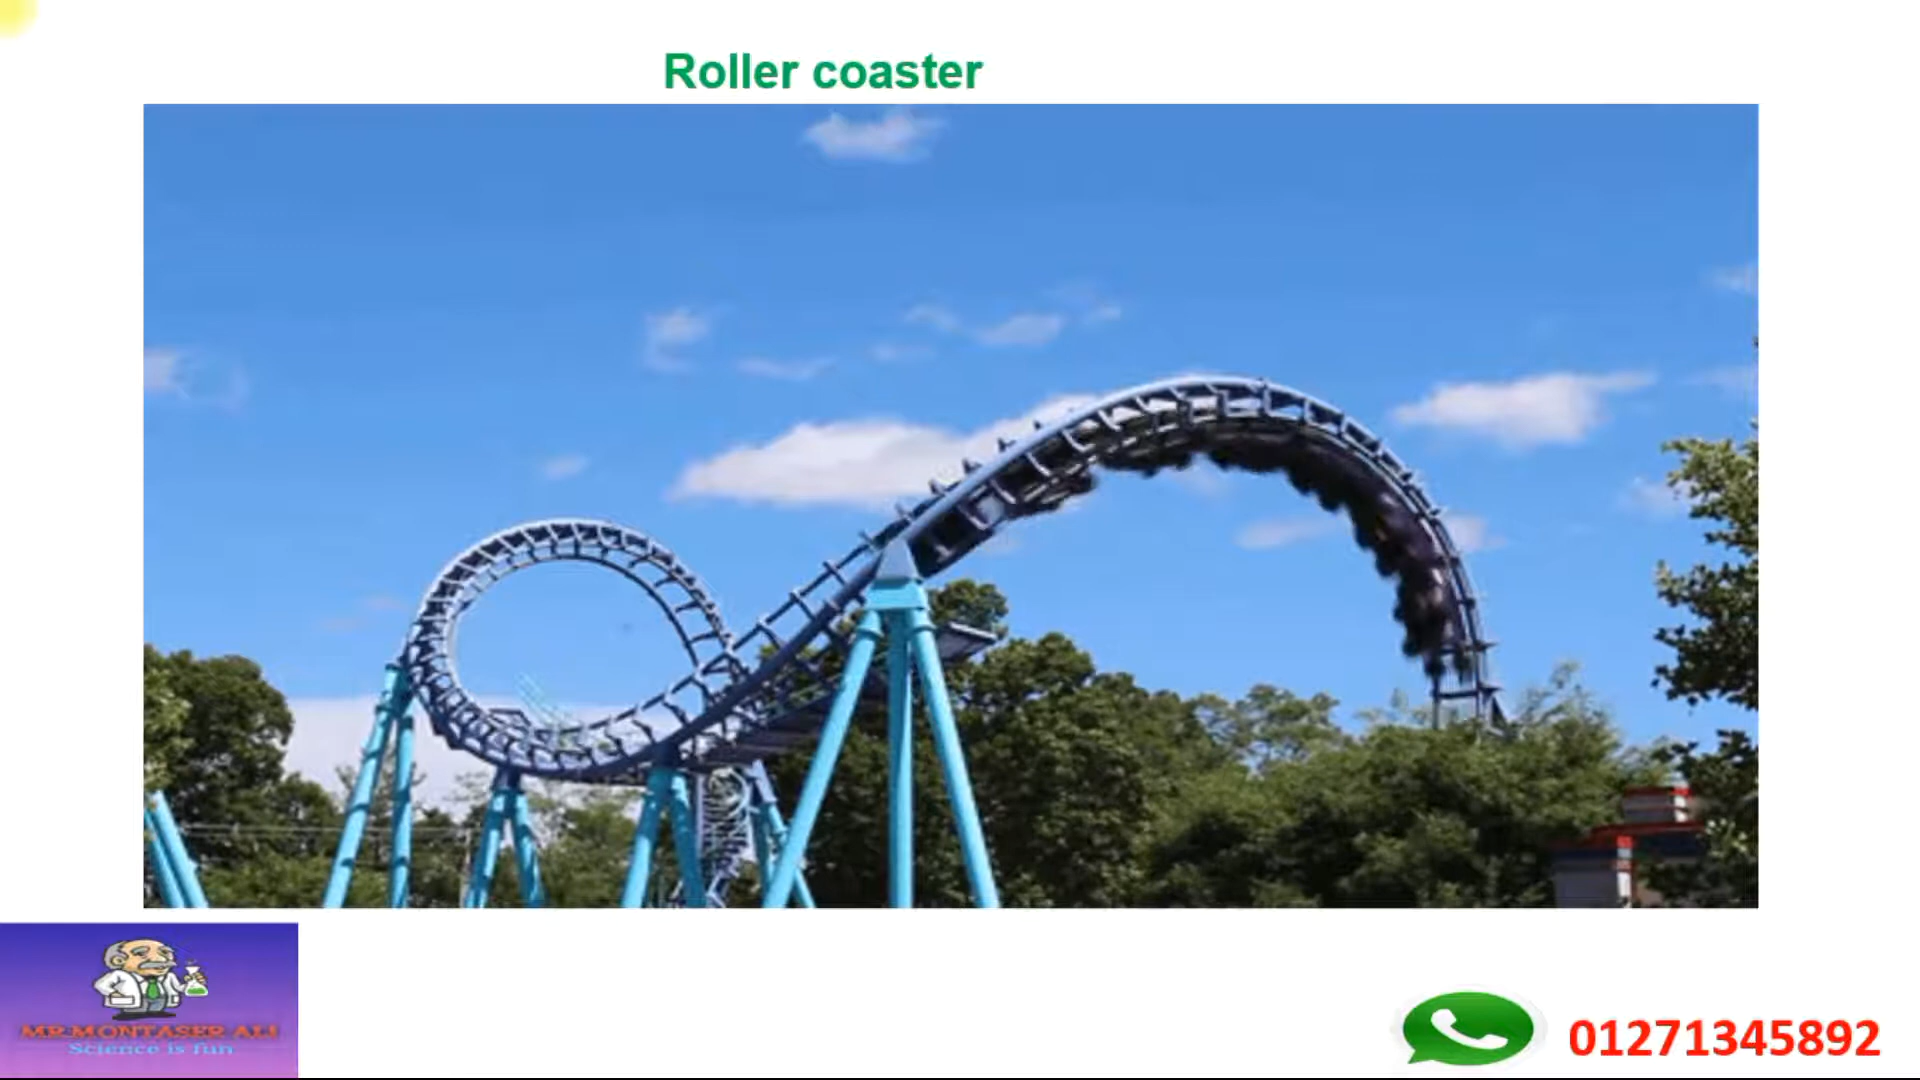 Roller coaster
MR.MONTASER ALI
Science is fun
01271345892